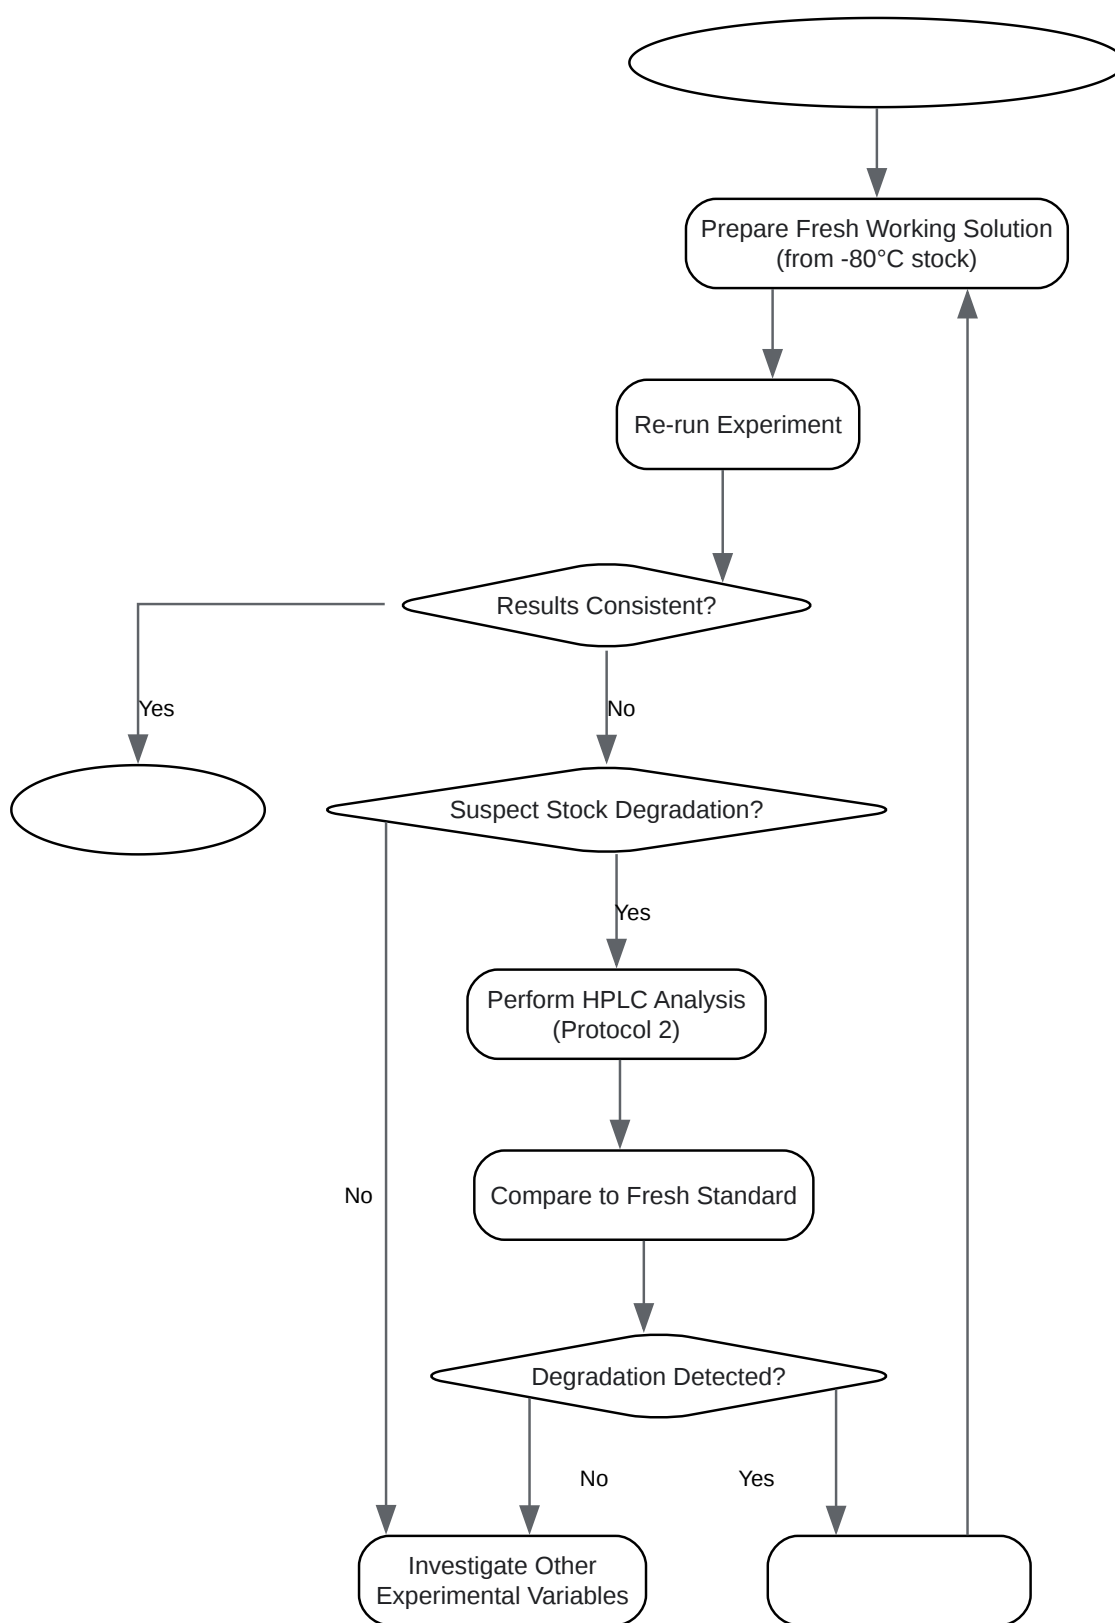 Prepare Fresh Working Solution
(from -80°C stock)
Re-run Experiment
Results Consistent?
Yes
No
Suspect Stock Degradation?
Yes
Perform HPLC Analysis
(Protocol 2)
No
Compare to Fresh Standard
Degradation Detected?
No
Yes
Investigate Other
Experimental Variables